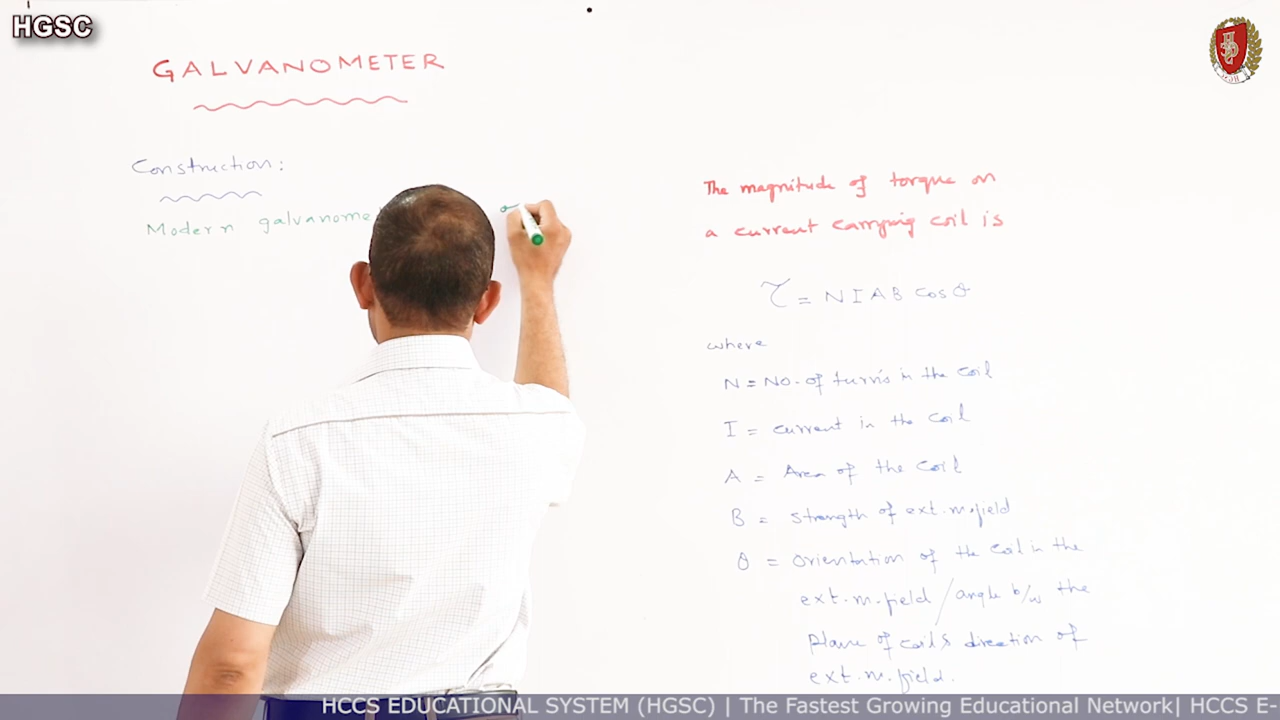 HGSC
GALVANOMETER
Construction:
Modern galvanome
The magnitude of torque on
a current carrying coil is
τ = NIAB cosθ
where
N = NO. of turns in the coil
I = current in the coil
A = Area of the coil
B = strength of ext. m. field
θ = orientation of the coil in the
ext. m. field / angle b/w the
plane of coil & direction of
ext. m. field.
HCCS EDUCATIONAL SYSTEM (HGSC) | The Fastest Growing Educational Network| HCCS E-